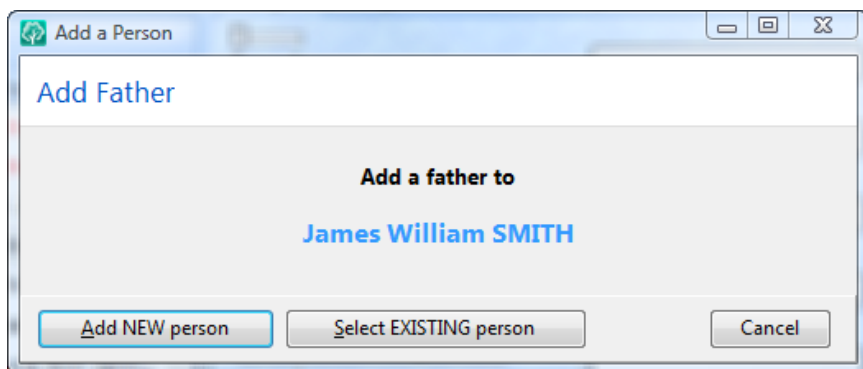 Add a Person
Add Father
Add a father to
James William SMITH
Add NEW person Select EXISTING person Cancel